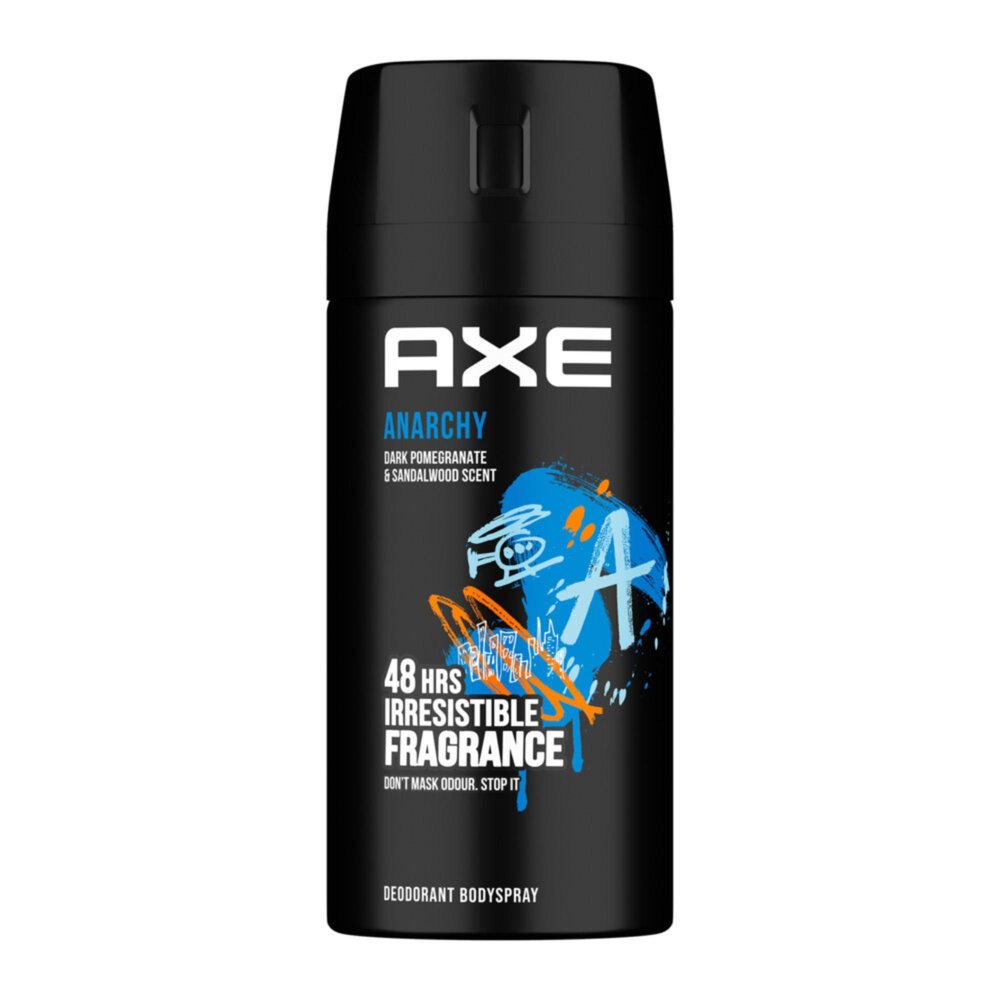 AXE
ANARCHY
DARK POMEGRANATE
& SANDALWOOD SCENT
A
48 HRS
IRRESISTIBLE
FRAGRANCE
DON'T MASK ODOUR. STOP IT
DEODORANT BODYSPRAY